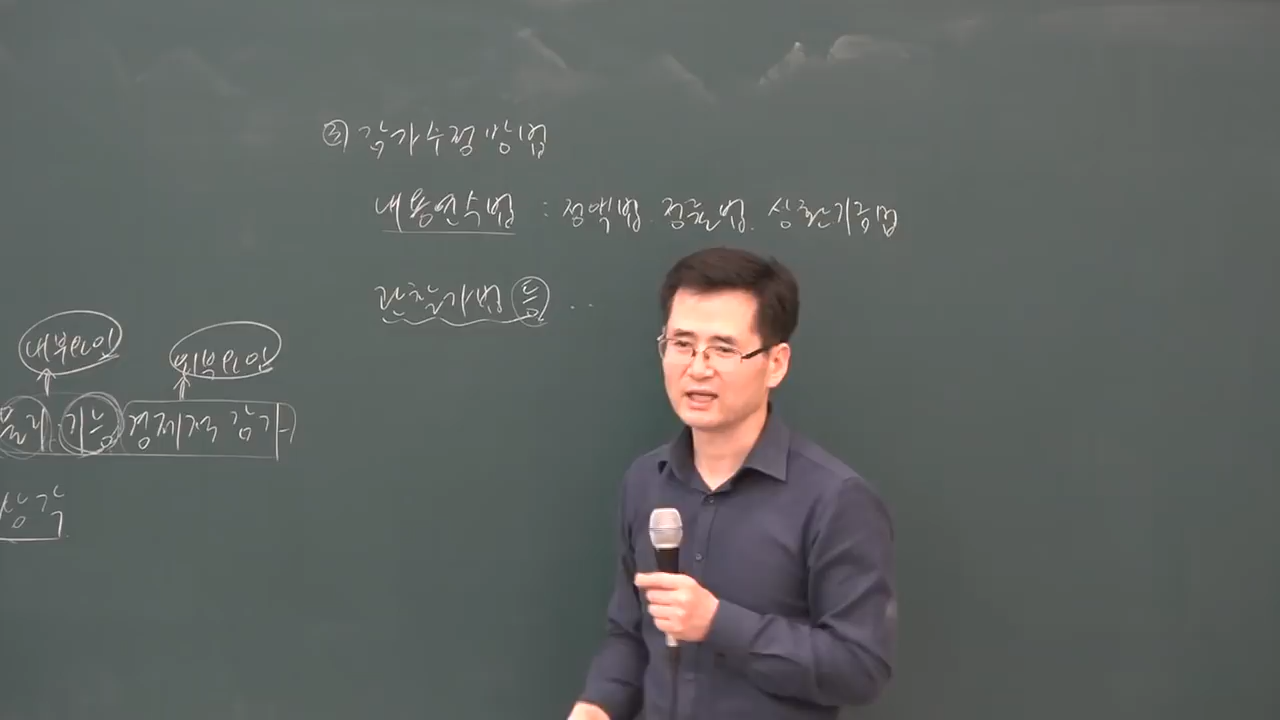 ③ 감가수정 방법
내용연수법 : 정액법. 정률법. 상환기금법
관찰감가법 등 ...
내부요인 외부요인
물리. 기능. 경제적 감가
상각